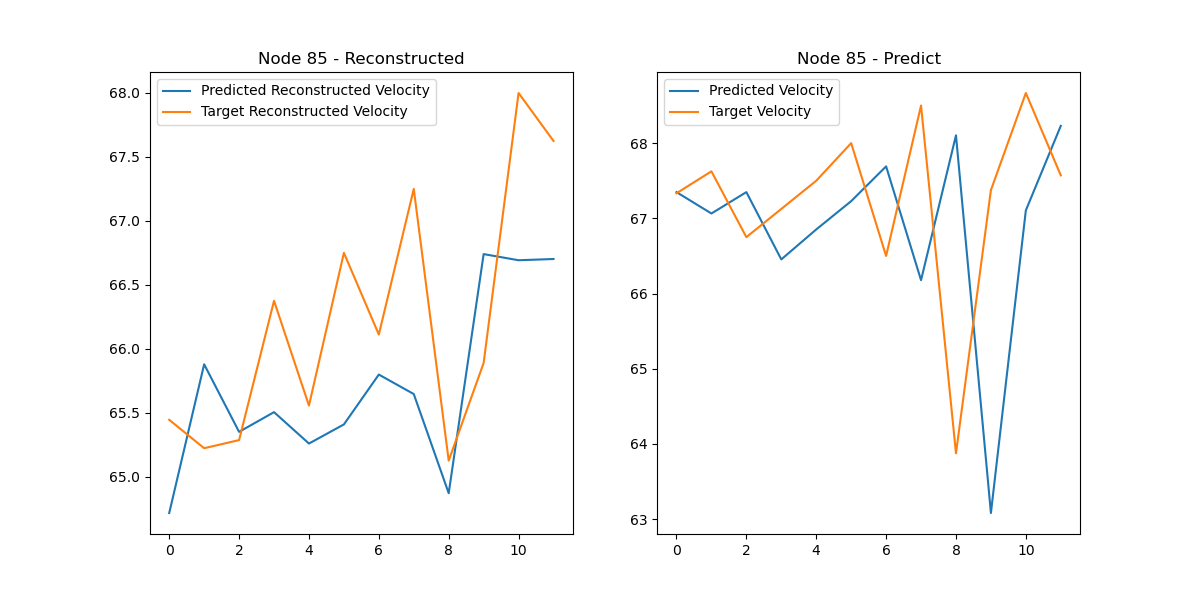 Node 85 - Reconstructed
Predicted Reconstructed Velocity
Target Reconstructed Velocity
68.0
67.5
67.0
66.5
66.0
65.5
65.0
0 2 4 6 8 10
Node 85 - Predict
Predicted Velocity
Target Velocity
68
67
66
65
64
63
0 2 4 6 8 10